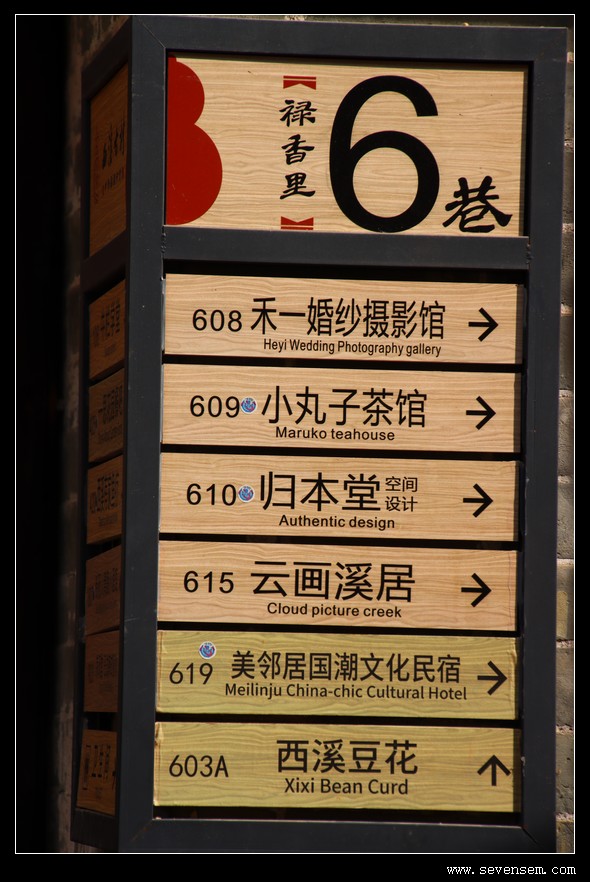 禄香里
6巷
608 禾一婚纱摄影馆
Heyi Wedding Photography gallery
609 小丸子茶馆
Maruko teahouse
610 归本堂 空间
设计
Authentic design
615 云画溪居
Cloud picture creek
619 美邻居国潮文化民宿
Meilinju China-chic Cultural Hotel
603A 西溪豆花
Xixi Bean Curd
www.sevensem.com